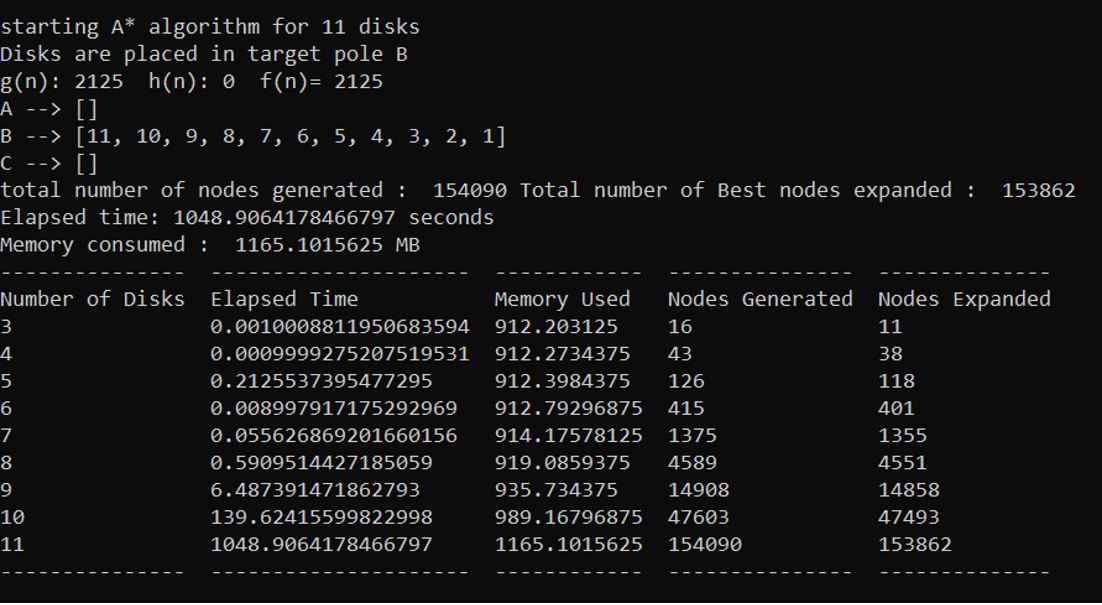 starting A* algorithm for 11 disks
Disks are placed in target pole B
g(n): 2125  h(n): 0  f(n)= 2125
A --> []
B --> [11, 10, 9, 8, 7, 6, 5, 4, 3, 2, 1]
C --> []
total number of nodes generated :  154090 Total number of Best nodes expanded :  153862
Elapsed time: 1048.9064178466797 seconds
Memory consumed :  1165.1015625 MB
---------------  ---------------------  ------------  ---------------  --------------
Number of Disks  Elapsed Time           Memory Used   Nodes Generated  Nodes Expanded
3                0.0010008811950683594  912.203125    16               11
4                0.0009999275207519531  912.2734375   43               38
5                0.2125537395477295     912.3984375   126              118
6                0.008997917175292969   912.79296875  415              401
7                0.055626869201660156   914.17578125  1375             1355
8                0.5909514427185059     919.0859375   4589             4551
9                6.487391471862793      935.734375    14908            14858
10               139.62415599822998     989.16796875  47603            47493
11               1048.9064178466797     1165.1015625  154090           153862
---------------  ---------------------  ------------  ---------------  --------------